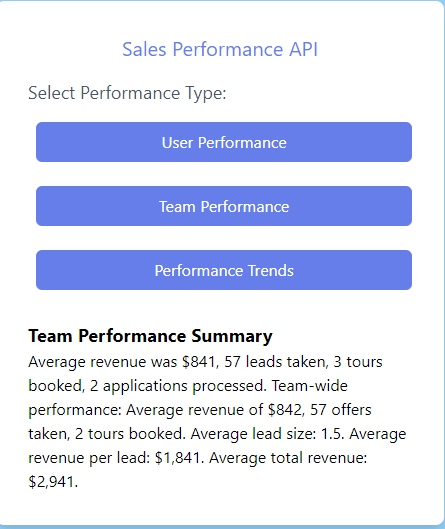 Sales Performance API
Select Performance Type:
User Performance
Team Performance
Performance Trends
Team Performance Summary
Average revenue was $841, 57 leads taken, 3 tours
booked, 2 applications processed. Team-wide
performance: Average revenue of $842, 57 offers
taken, 2 tours booked. Average lead size: 1.5. Average
revenue per lead: $1,841. Average total revenue:
$2,941.